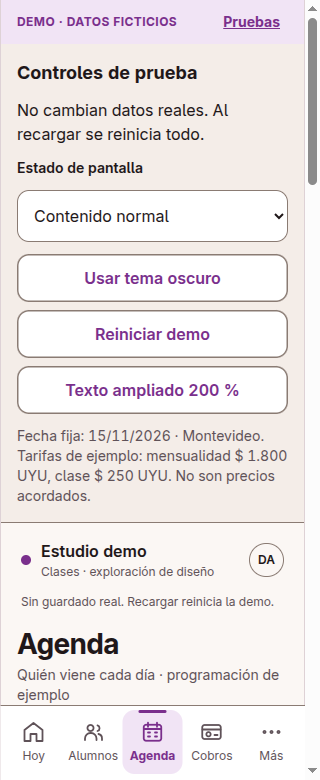 DEMO · DATOS FICTICIOS
Pruebas
Controles de prueba
No cambian datos reales. Al
recargar se reinicia todo.
Estado de pantalla
Contenido normal
Usar tema oscuro
Reiniciar demo
Texto ampliado 200 %
Fecha fija: 15/11/2026 · Montevideo.
Tarifas de ejemplo: mensualidad $ 1.800
UYU, clase $ 250 UYU. No son precios
acordados.
Estudio demo
Clases · exploración de diseño
DA
Sin guardado real. Recargar reinicia la demo.
Agenda
Quién viene cada día · programación de
ejemplo
Hoy
Alumnos
Agenda
Cobros
Más